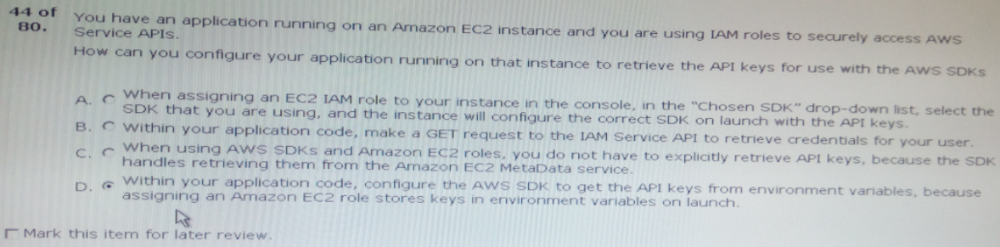 44 of
80.
You have an application running on an Amazon EC2 instance and you are using IAM roles to securely access AWS
Service APIs.
How can you configure your application running on that instance to retrieve the API keys for use with the AWS SDKs
A. When assigning an EC2 IAM role to your instance in the console, in the "Chosen SDK" drop-down list, select the
SDK that you are using, and the instance will configure the correct SDK on launch with the API keys.
B. Within your application code, make a GET request to the IAM Service API to retrieve credentials for your user.
C. When using AWS SDKs and Amazon EC2 roles, you do not have to explicitly retrieve API keys, because the SDK
handles retrieving them from the Amazon EC2 MetaData service.
D. Within your application code, configure the AWS SDK to get the API keys from environment variables, because
assigning an Amazon EC2 role stores keys in environment variables on launch.
Mark this item for later review.